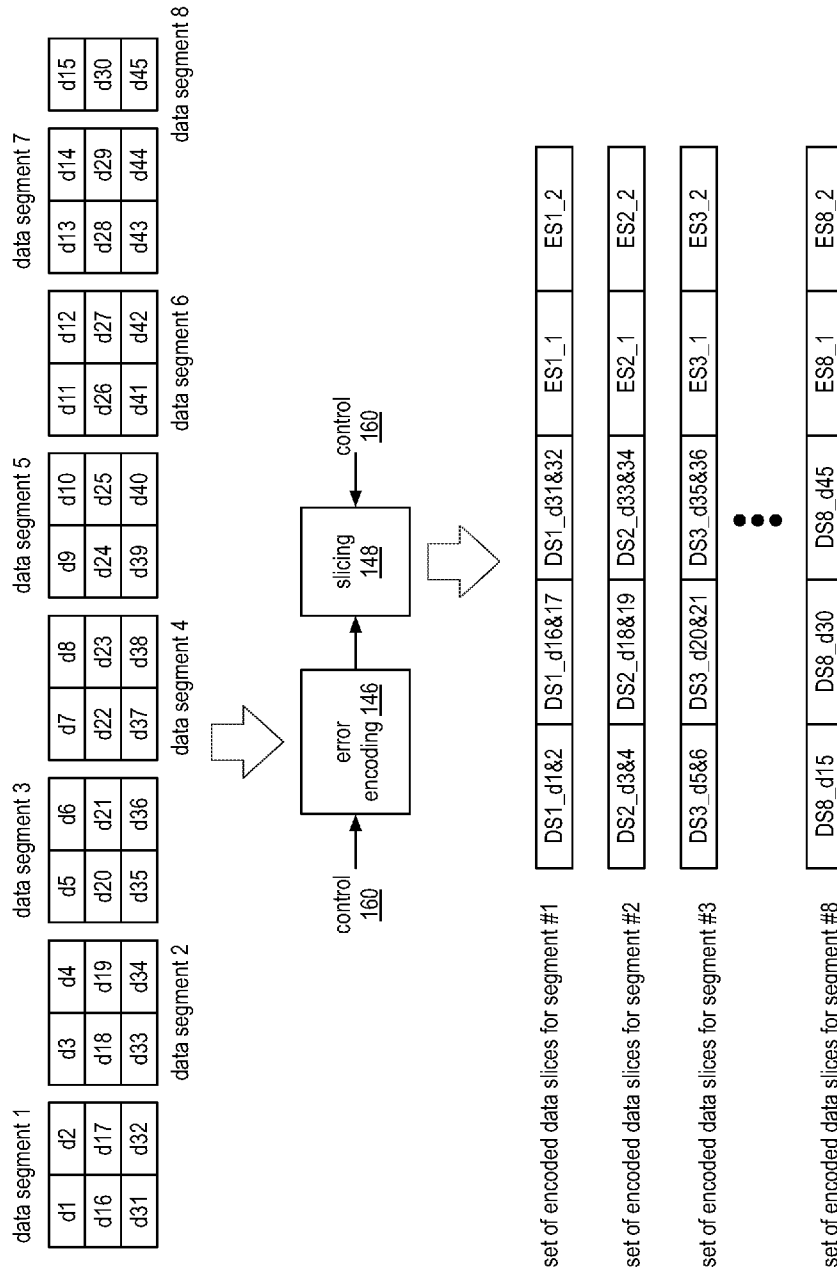 data segment 1
d1 d2
d16 d17
d31 d32
d3 d4
d18 d19
d33 d34
data segment 2
data segment 3
d5 d6
d20 d21
d35 d36
d7 d8
d22 d23
d37 d38
data segment 4
data segment 5
d9 d10
d24 d25
d39 d40
d11 d12
d26 d27
d41 d42
data segment 6
data segment 7
d13 d14
d28 d29
d43 d44
d15
d30
d45
data segment 8
control
160
error
encoding 146
slicing
148
control
160
set of encoded data slices for segment #1 DS1_d1&2 DS1_d16&17 DS1_d31&32 ES1_1 ES1_2
set of encoded data slices for segment #2 DS2_d3&4 DS2_d18&19 DS2_d33&34 ES2_1 ES2_2
set of encoded data slices for segment #3 DS3_d5&6 DS3_d20&21 DS3_d35&36 ES3_1 ES3_2
set of encoded data slices for segment #8 DS8_d15 DS8_d30 DS8_d45 ES8_1 ES8_2